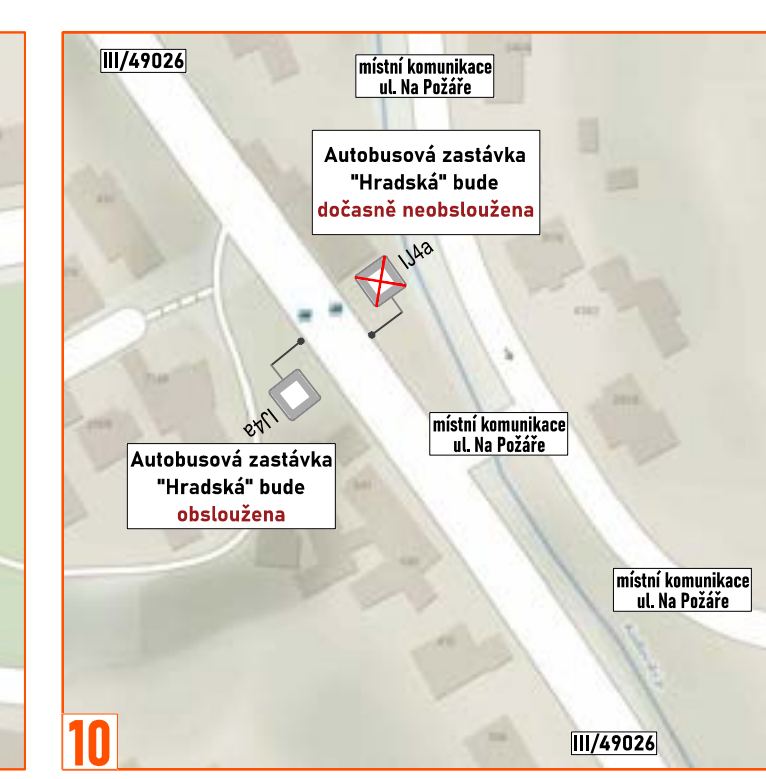 III/49026
místní komunikace
ul. Na Požáře
Autobusová zastávka
"Hradská" bude
dočasně neobsloužena
IJ4a
IJ4a
místní komunikace
ul. Na Požáře
Autobusová zastávka
"Hradská" bude
obsloužena
místní komunikace
ul. Na Požáře
10
III/49026